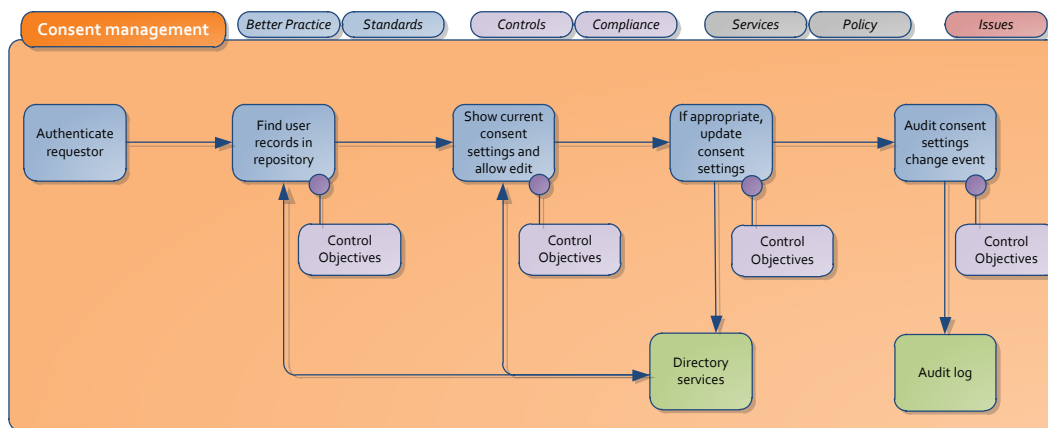 Consent management
Better Practice
Standards
Controls
Compliance
Services
Policy
Issues
Authenticate
requestor
Find user
records in
repository
Show current
consent
settings and
allow edit
If appropriate,
update
consent
settings
Audit consent
settings
change event
Control
Objectives
Control
Objectives
Control
Objectives
Control
Objectives
Directory
services
Audit log